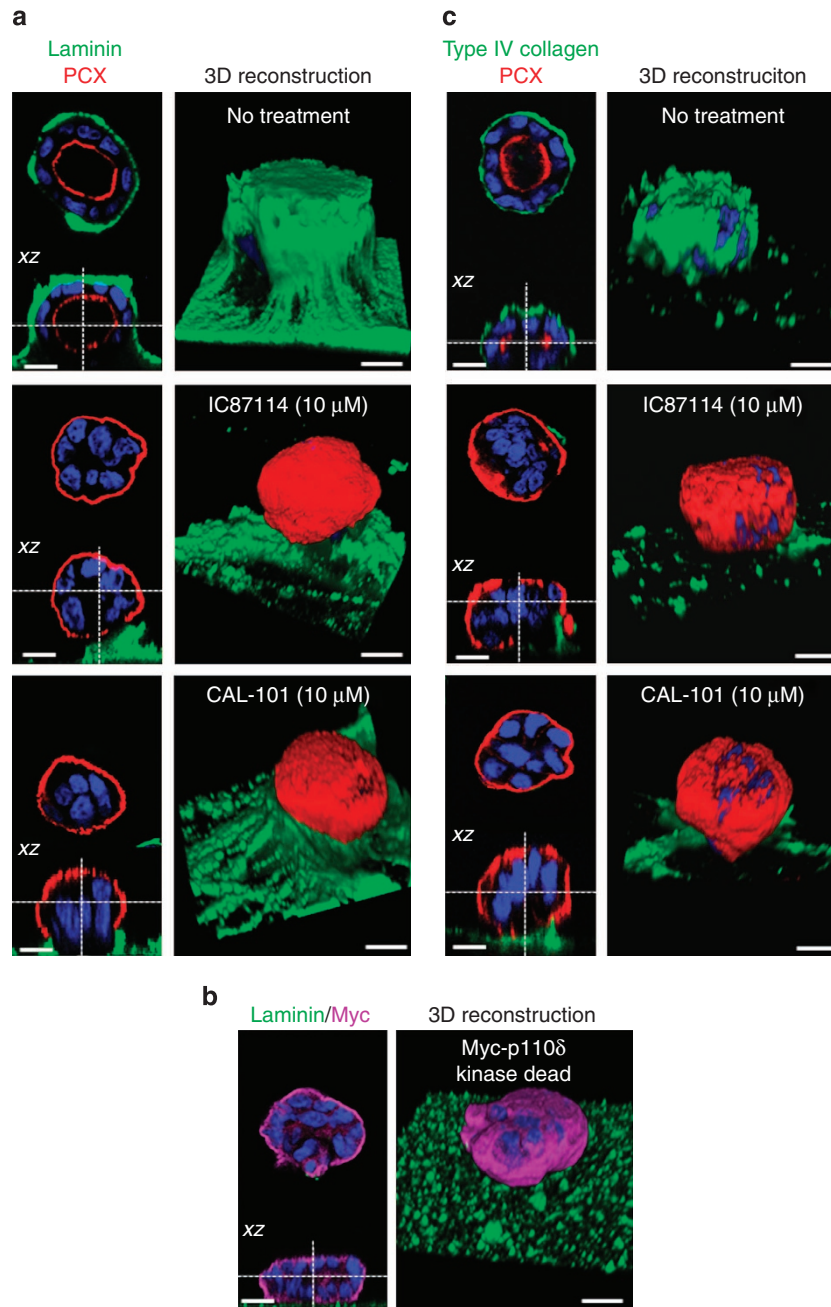 a
Laminin
PCX
3D reconstruction
No treatment
xz
IC87114 (10 μM)
xz
CAL-101 (10 μM)
xz
c
Type IV collagen
PCX
3D reconstruciton
No treatment
xz
IC87114 (10 μM)
xz
CAL-101 (10 μM)
xz
b
Laminin/Myc
3D reconstruction
Myc-p110δ
kinase dead
xz